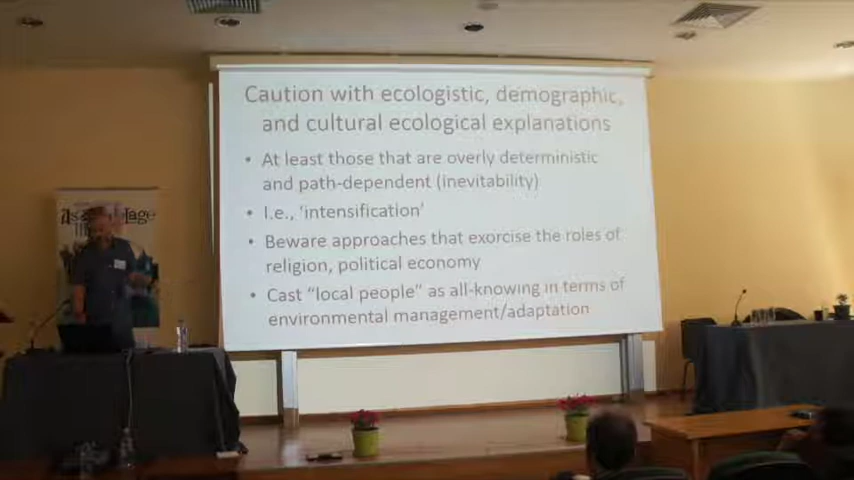 Caution with ecologistic, demographic,
and cultural ecological explanations
• At least those that are overly deterministic
and path-dependent (inevitability)
• I.e., 'intensification'
• Beware approaches that exorcise the roles of
religion, political economy
• Cast "local people" as all-knowing in terms of
environmental management/adaptation